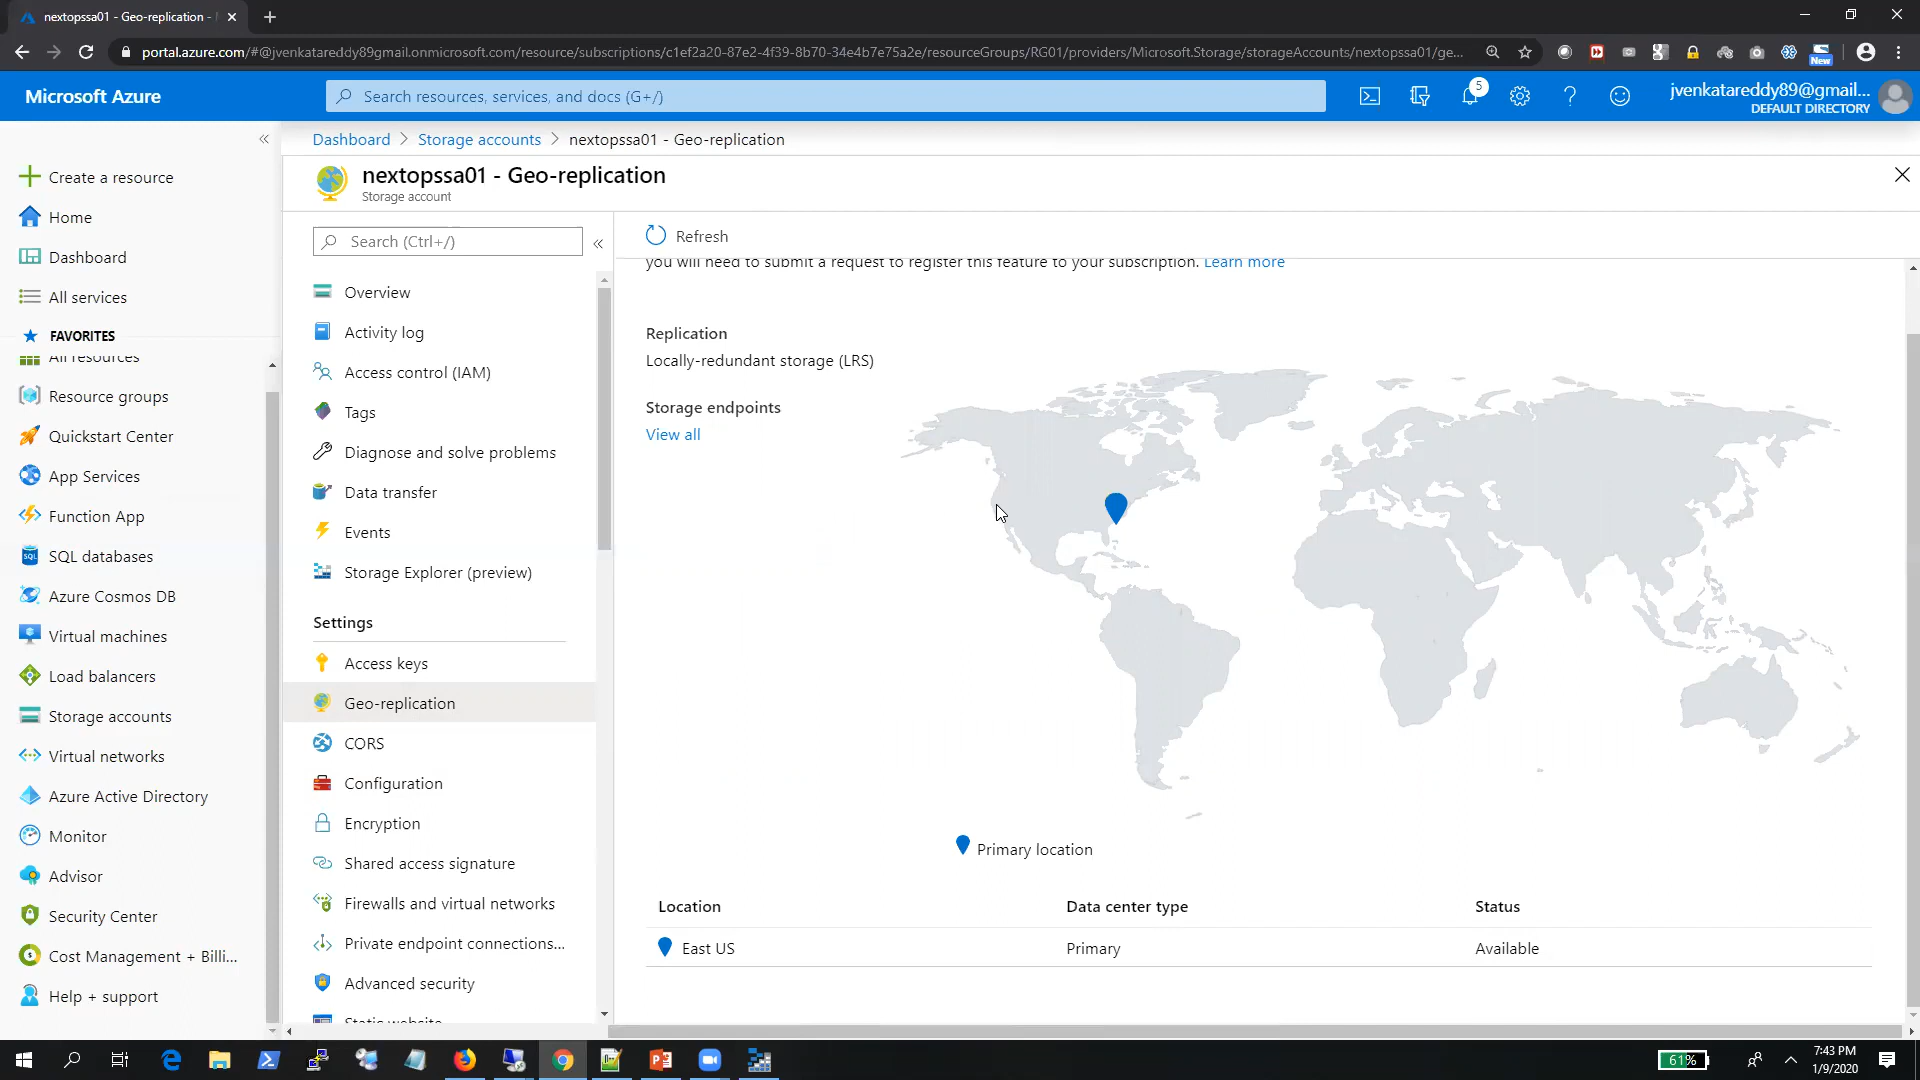 nextopssa01 - Geo-replication -
portal.azure.com/#@jvenkatareddy89gmail.onmicrosoft.com/resource/subscriptions/c1ef2a20-87e2-4f39-8b70-34e4b7e75a2e/resourceGroups/RG01/providers/Microsoft.Storage/storageAccounts/nextopssa01/ge...
New
Microsoft Azure
Search resources, services, and docs (G+/)
5
jvenkatareddy89@gmail...
DEFAULT DIRECTORY
Dashboard > Storage accounts > nextopssa01 - Geo-replication
Create a resource
Home
Dashboard
All services
FAVORITES
All resources
Resource groups
Quickstart Center
App Services
Function App
SQL databases
Azure Cosmos DB
Virtual machines
Load balancers
Storage accounts
Virtual networks
Azure Active Directory
Monitor
Advisor
Security Center
Cost Management + Billi...
Help + support
nextopssa01 - Geo-replication
Storage account
Search (Ctrl+/)
Overview
Activity log
Access control (IAM)
Tags
Diagnose and solve problems
Data transfer
Events
Storage Explorer (preview)
Settings
Access keys
Geo-replication
CORS
Configuration
Encryption
Shared access signature
Firewalls and virtual networks
Private endpoint connections...
Advanced security
Static website
Refresh
you will need to submit a request to register this feature to your subscription. Learn more
Replication
Locally-redundant storage (LRS)
Storage endpoints
View all
Primary location
Location Data center type Status
East US Primary Available
61%
7:43 PM
1/9/2020